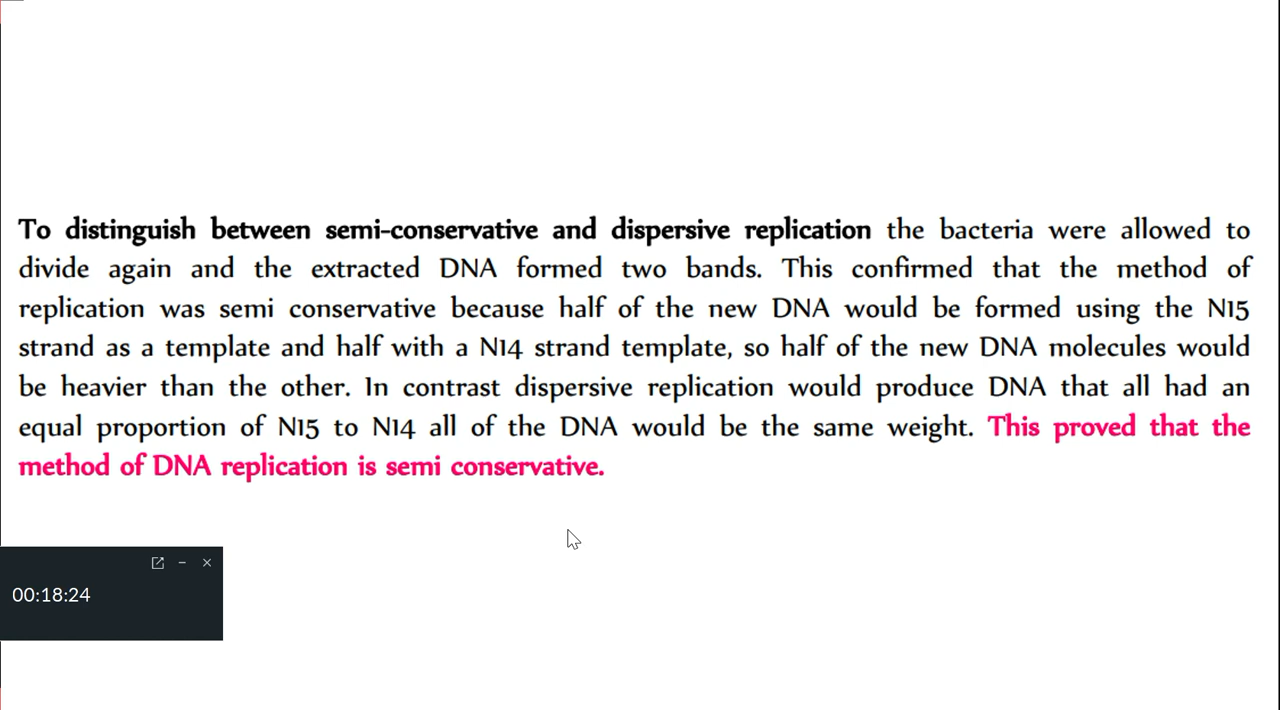 To distinguish between semi-conservative and dispersive replication the bacteria were allowed to
divide again and the extracted DNA formed two bands. This confirmed that the method of
replication was semi conservative because half of the new DNA would be formed using the N15
strand as a template and half with a N14 strand template, so half of the new DNA molecules would
be heavier than the other. In contrast dispersive replication would produce DNA that all had an
equal proportion of N15 to N14 all of the DNA would be the same weight. This proved that the
method of DNA replication is semi conservative.
00:18:24